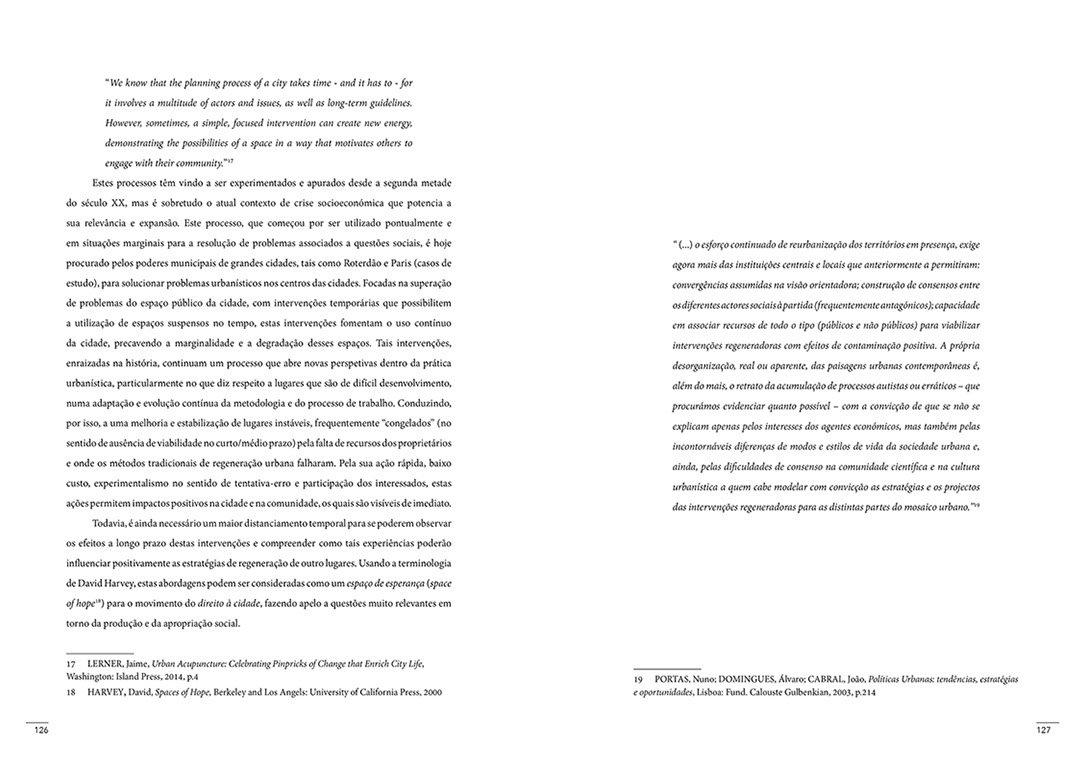 “We know that the planning process of a city takes time - and it has to - for
it involves a multitude of actors and issues, as well as long-term guidelines.
However, sometimes, a simple, focused intervention can create new energy,
demonstrating the possibilities of a space in a way that motivates others to
engage with their community.”17
Estes processos têm vindo a ser experimentados e apurados desde a segunda metade
do século XX, mas é sobretudo o atual contexto de crise socioeconómica que potencia a
sua relevância e expansão. Este processo, que começou por ser utilizado pontualmente e
em situações marginais para a resolução de problemas associados a questões sociais, é hoje
procurado pelos poderes municipais de grandes cidades, tais como Roterdão e Paris (casos de
estudo), para solucionar problemas urbanísticos nos centros das cidades. Focadas na superação
de problemas do espaço público da cidade, com intervenções temporárias que possibilitem
a utilização de espaços suspensos no tempo, estas intervenções fomentam o uso contínuo
da cidade, precavendo a marginalidade e a degradação desses espaços. Tais intervenções,
enraizadas na história, continuam um processo que abre novas perspetivas dentro da prática
urbanística, particularmente no que diz respeito a lugares que são de difícil desenvolvimento,
numa adaptação e evolução contínua da metodologia e do processo de trabalho. Conduzindo,
por isso, a uma melhoria e estabilização de lugares instáveis, frequentemente “congelados” (no
sentido de ausência de viabilidade no curto/médio prazo) pela falta de recursos dos proprietários
e onde os métodos tradicionais de regeneração urbana falharam. Pela sua ação rápida, baixo
custo, experimentalismo no sentido de tentativa-erro e participação dos interessados, estas
ações permitem impactos positivos na cidade e na comunidade, os quais são visíveis de imediato.
Todavia, é ainda necessário um maior distanciamento temporal para se poderem observar
os efeitos a longo prazo destas intervenções e compreender como tais experiências poderão
influenciar positivamente as estratégias de regeneração de outro lugares. Usando a terminologia
de David Harvey, estas abordagens podem ser consideradas como um espaço de esperança (space
of hope18) para o movimento do direito à cidade, fazendo apelo a questões muito relevantes em
torno da produção e da apropriação social.
17 LERNER, Jaime, Urban Acupuncture: Celebrating Pinpricks of Change that Enrich City Life,
Washington: Island Press, 2014, p.4
18 HARVEY, David, Spaces of Hope, Berkeley and Los Angels: University of California Press, 2000
126
“ (...) o esforço continuado de reurbanização dos territórios em presença, exige
agora mais das instituições centrais e locais que anteriormente a permitiram:
convergências assumidas na visão orientadora; construção de consensos entre
os diferentes actores sociais à partida (frequentemente antagónicos); capacidade
em associar recursos de todo o tipo (públicos e não públicos) para viabilizar
intervenções regeneradoras com efeitos de contaminação positiva. A própria
desorganização, real ou aparente, das paisagens urbanas contemporâneas é,
além do mais, o retrato da acumulação de processos autistas ou erráticos – que
procurámos evidenciar quanto possível – com a convicção de que se não se
explicam apenas pelos interesses dos agentes económicos, mas também pelas
incontornáveis diferenças de modos e estilos de vida da sociedade urbana e,
ainda, pelas dificuldades de consenso na comunidade científica e na cultura
urbanística a quem cabe modelar com convicção as estratégias e os projectos
das intervenções regeneradoras para as distintas partes do mosaico urbano.”19
19 PORTAS, Nuno; DOMINGUES, Álvaro; CABRAL, João, Políticas Urbanas: tendências, estratégias
e oportunidades, Lisboa: Fund. Calouste Gulbenkian, 2003, p.214
127